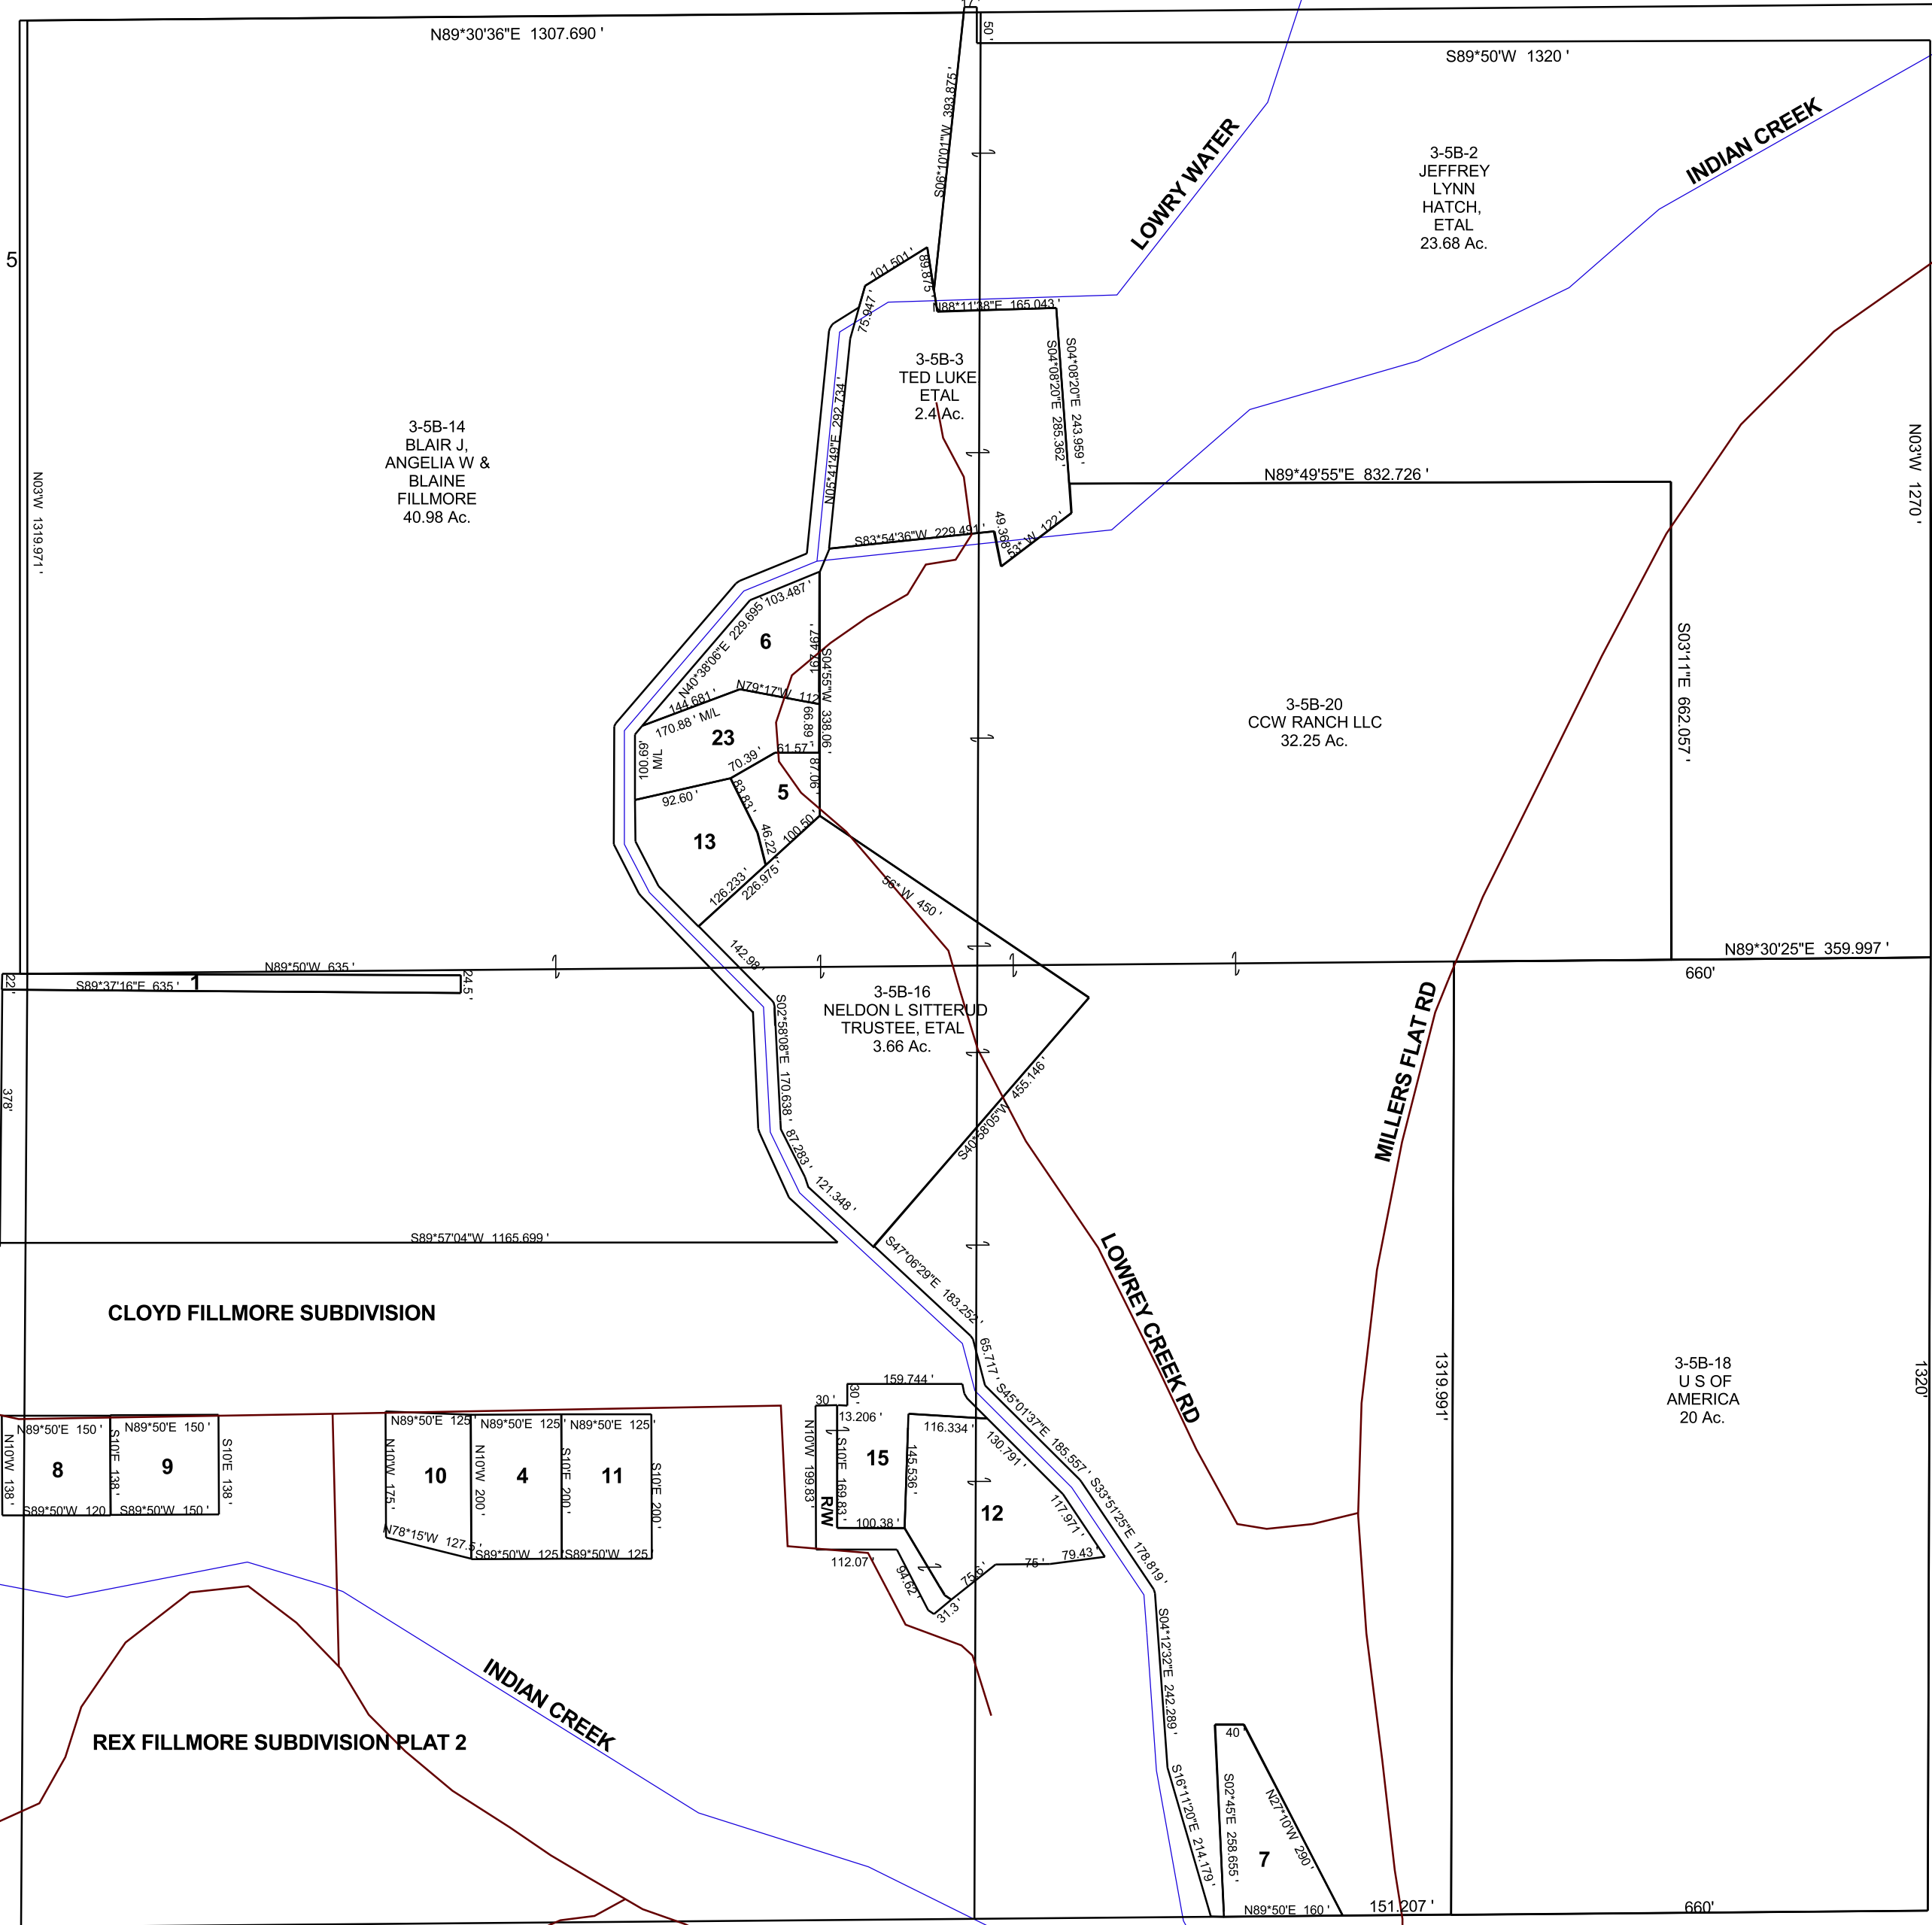 17 '
N89*30'36"E 1307.690 '
50 '
S89*50'W 1320 '
S06*10'01"W 393.875 '
LOWRY WATER
INDIAN CREEK
3-5B-2
JEFFREY
LYNN
HATCH,
ETAL
23.68 Ac.
5
101.501 '
89.875 '
75.947 '
N88*11'38"E 165.043 '
3-5B-3
TED LUKE
ETAL
2.4 Ac.
S04*08'20"E 285.362 '
S04*08'20"E 243.959 '
N05*41'49"E 292.734 '
3-5B-14
BLAIR J,
ANGELIA W &
BLAINE
FILLMORE
40.98 Ac.
N03'W 1319.971 '
N03'W 1270 '
N89*49'55"E 832.726 '
S83*54'36"W 229.491 '
49.368 '
53* W 122 '
103.487 '
N40*38'06"E 229.695 '
6
167.497 '
S04'55"W 338.06 '
S03'11"E 662.057 '
144.681 '
N79*17'W 112 '
170.88 ' M/L
66.89 '
23
100.69'
M/L
70.39 '
61.57 '
87.06 '
3-5B-20
CCW RANCH LLC
32.25 Ac.
92.60 '
83.83 '
5
13
46.22 '
100.50 '
126.233 '
226.975 '
56* W 450 '
142.98 '
N89*30'25"E 359.997 '
N89*50'W 635 '
660'
22'
S89*37'16"E 635 '
1
24.5 '
3-5B-16
NELDON L SITTERUD
TRUSTEE, ETAL
3.66 Ac.
S02*58'08"E 170.638 '
MILLERS FLAT RD
378'
87.283 '
S40*58'05"W 455.146 '
121.348 '
S89*57'04"W 1165.699 '
S47*06'29"E 183.252 '
LOWREY CREEK RD
CLOYD FILLMORE SUBDIVISION
65.717 '
1319.991'
3-5B-18
U S OF
AMERICA
20 Ac.
1320'
159.744 '
30 '
30 '
S45*01'37"E 185.557 '
N89*50'E 150 '
N89*50'E 150 '
N89*50'E 125 '
N89*50'E 125 '
N89*50'E 125 '
13.206 '
116.334 '
130.791 '
N10'W 138 '
8
S10'E 138 '
9
S10'E 138 '
N10'W 175 '
10
N10'W 200 '
4
S10'E 200 '
11
S10'E 200 '
N10'W 199.83 '
R/W
S10'E 169.83 '
15
145.536 '
12
117.971 '
S33*51'25"E 178.819 '
S89*50'W 120
S89*50'W 150 '
N78*15'W 127.5 '
S89*50'W 125 '
S89*50'W 125 '
100.38 '
112.07 '
94.62 '
75.6 '
75 '
79.43 '
31.3'
S04*12'32"E 242.289 '
INDIAN CREEK
REX FILLMORE SUBDIVISION PLAT 2
40
S16*11'20"E 214.179 '
S02*45'E 258.655 '
N27*10'W 290 '
7
N89*50'E 160 '
151.207 '
660'